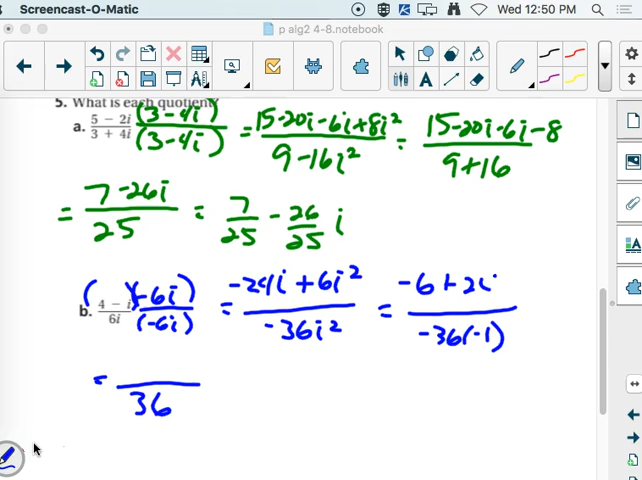 Screencast-O-Matic
Wed 12:50 PM
p alg2 4-8.notebook
5. What is each quotient
a. 5 - 2i / 3 + 4i (3-4i)/(3-4i) = 15-20i-6i+8i²/9-16i² = 15-20i-6i-8/9+16
= 7-26i/25 = 7/25 - 26/25 i
b. ( 4 - i / 6i )(-6i)/(-6i) = -24i+6i²/-36i² = -6+2i/-36(-1)
= /36